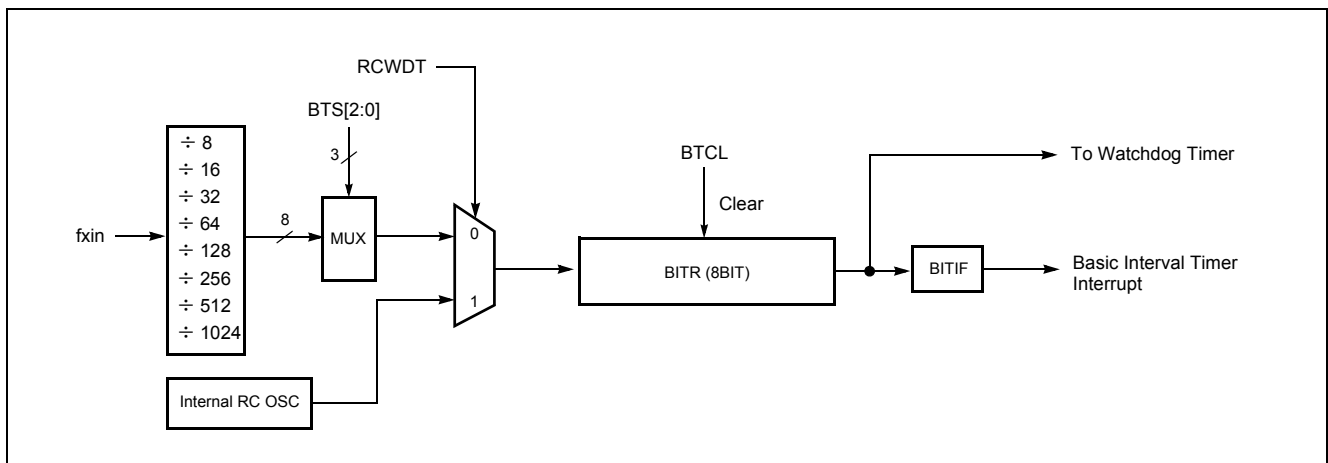 RCWDT
BTS[2:0]
3
÷ 8
÷ 16
÷ 32
÷ 64
÷ 128
÷ 256
÷ 512
÷ 1024
fxin
8
MUX
0
1
Internal RC OSC
BTCL
Clear
BITR (8BIT)
To Watchdog Timer
BITIF
Basic Interval Timer
Interrupt